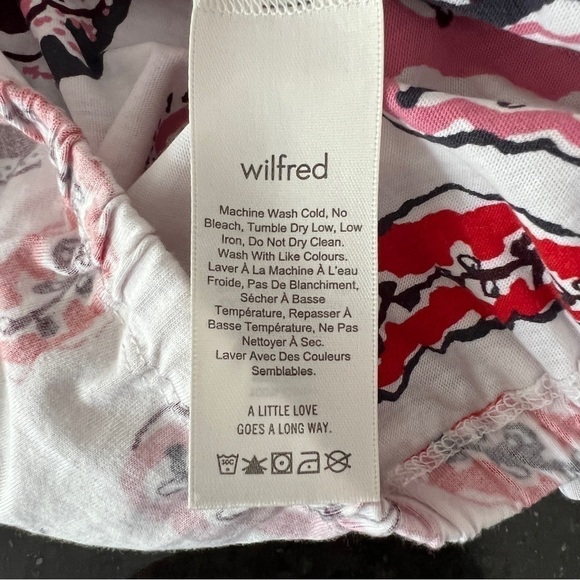 wilfred
Machine Wash Cold, No
Bleach, Tumble Dry Low, Low
Iron, Do Not Dry Clean.
Wash With Like Colours.
Laver À La Machine À L'eau
Froide, Pas De Blanchiment,
Sécher À Basse
Température, Repasser À
Basse Température, Ne Pas
Nettoyer À Sec.
Laver Avec Des Couleurs
Semblables.
A LITTLE LOVE
GOES A LONG WAY.
30C